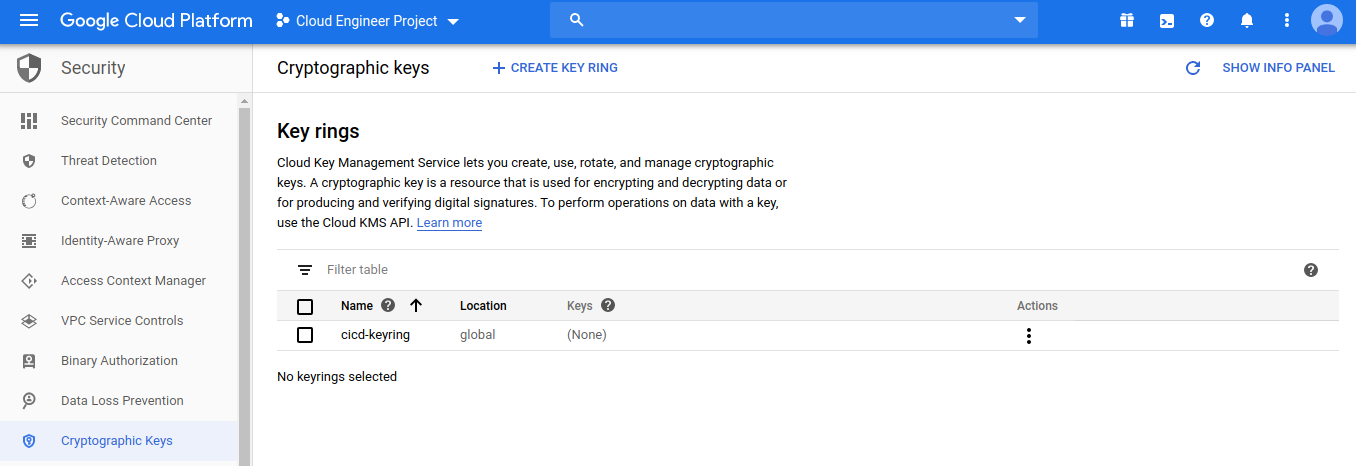 Google Cloud Platform Cloud Engineer Project
Security Cryptographic keys CREATE KEY RING SHOW INFO PANEL
Security Command Center
Threat Detection
Context-Aware Access
Identity-Aware Proxy
Access Context Manager
VPC Service Controls
Binary Authorization
Data Loss Prevention
Cryptographic Keys
Key rings
Cloud Key Management Service lets you create, use, rotate, and manage cryptographic
keys. A cryptographic key is a resource that is used for encrypting and decrypting data or
for producing and verifying digital signatures. To perform operations on data with a key,
use the Cloud KMS API. Learn more
Filter table
Name Location Keys Actions
cicd-keyring global (None)
No keyrings selected